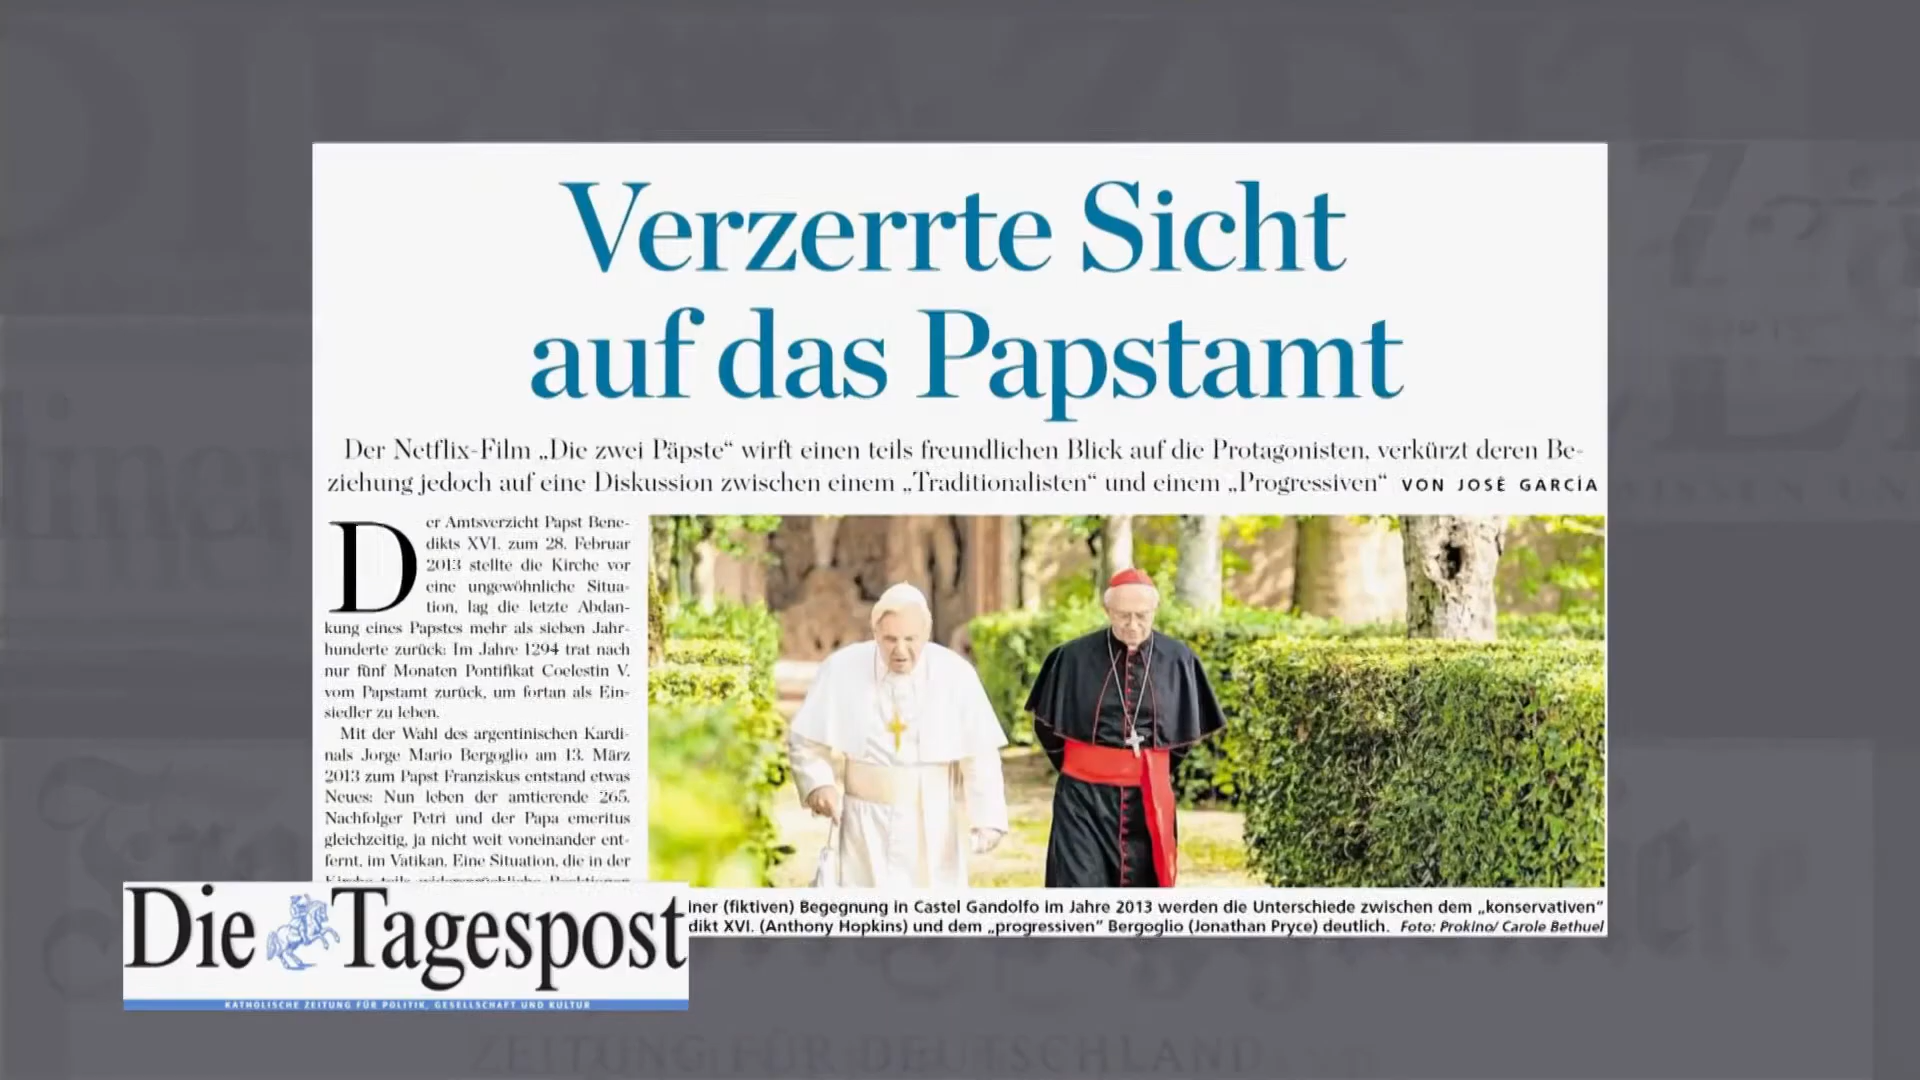 Verzerrte Sicht
auf das Papstamt
Der Netflix-Film „Die zwei Päpste“ wirft einen teils freundlichen Blick auf die Protagonisten, verkürzt deren Be-
ziehung jedoch auf eine Diskussion zwischen einem „Traditionalisten“ und einem „Progressiven“ VON JOSÉ GARCÍA
Der Amtsverzicht Papst Bene-
dikts XVI. zum 28. Februar
2013 stellte die Kirche vor
eine ungewöhnliche Situa-
tion, lag die letzte Abdan-
kung eines Papstes mehr als sieben Jahr-
hunderte zurück: Im Jahre 1294 trat nach
nur fünf Monaten Pontifikat Coelestin V.
vom Papstamt zurück, um fortan als Ein-
siedler zu leben.
Mit der Wahl des argentinischen Kardi-
nals Jorge Mario Bergoglio am 13. März
2013 zum Papst Franziskus entstand etwas
Neues: Nun leben der amtierende 265.
Nachfolger Petri und der Papa emeritus
gleichzeitig, ja nicht weit voneinander ent-
fernt, im Vatikan. Eine Situation, die in der
iner (fiktiven) Begegnung in Castel Gandolfo im Jahre 2013 werden die Unterschiede zwischen dem „konservativen“
dikt XVI. (Anthony Hopkins) und dem „progressiven“ Bergoglio (Jonathan Pryce) deutlich. Foto: Prokino/ Carole Bethuel
Die Tagespost
KATHOLISCHE ZEITUNG FÜR POLITIK, GESELLSCHAFT UND KULTUR
ZEITUNG FÜR DEUTSCHLAND